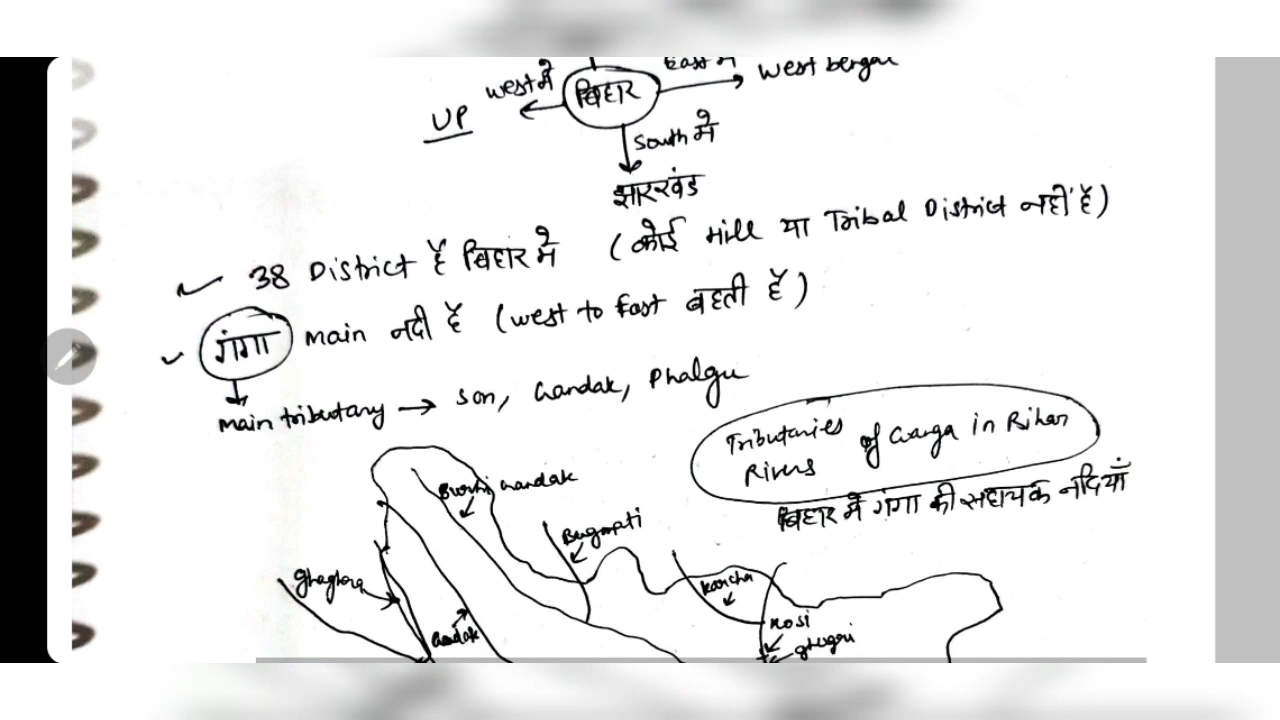 west में East में West bengal
UP बिहार
South में
झारखंड
38 District हैं बिहार में (कोई Hill या Tribal District नहीं है)
गंगा main नदी है (west to East बहती है)
main tributary → son, Gandak, Phalgu
Tributaries of Ganga in Bihar
Rivers
बिहार में गंगा की सहायक नदियाँ
Burhi Gandak
Bagmati
Ghaghra
Gandak
Kosi